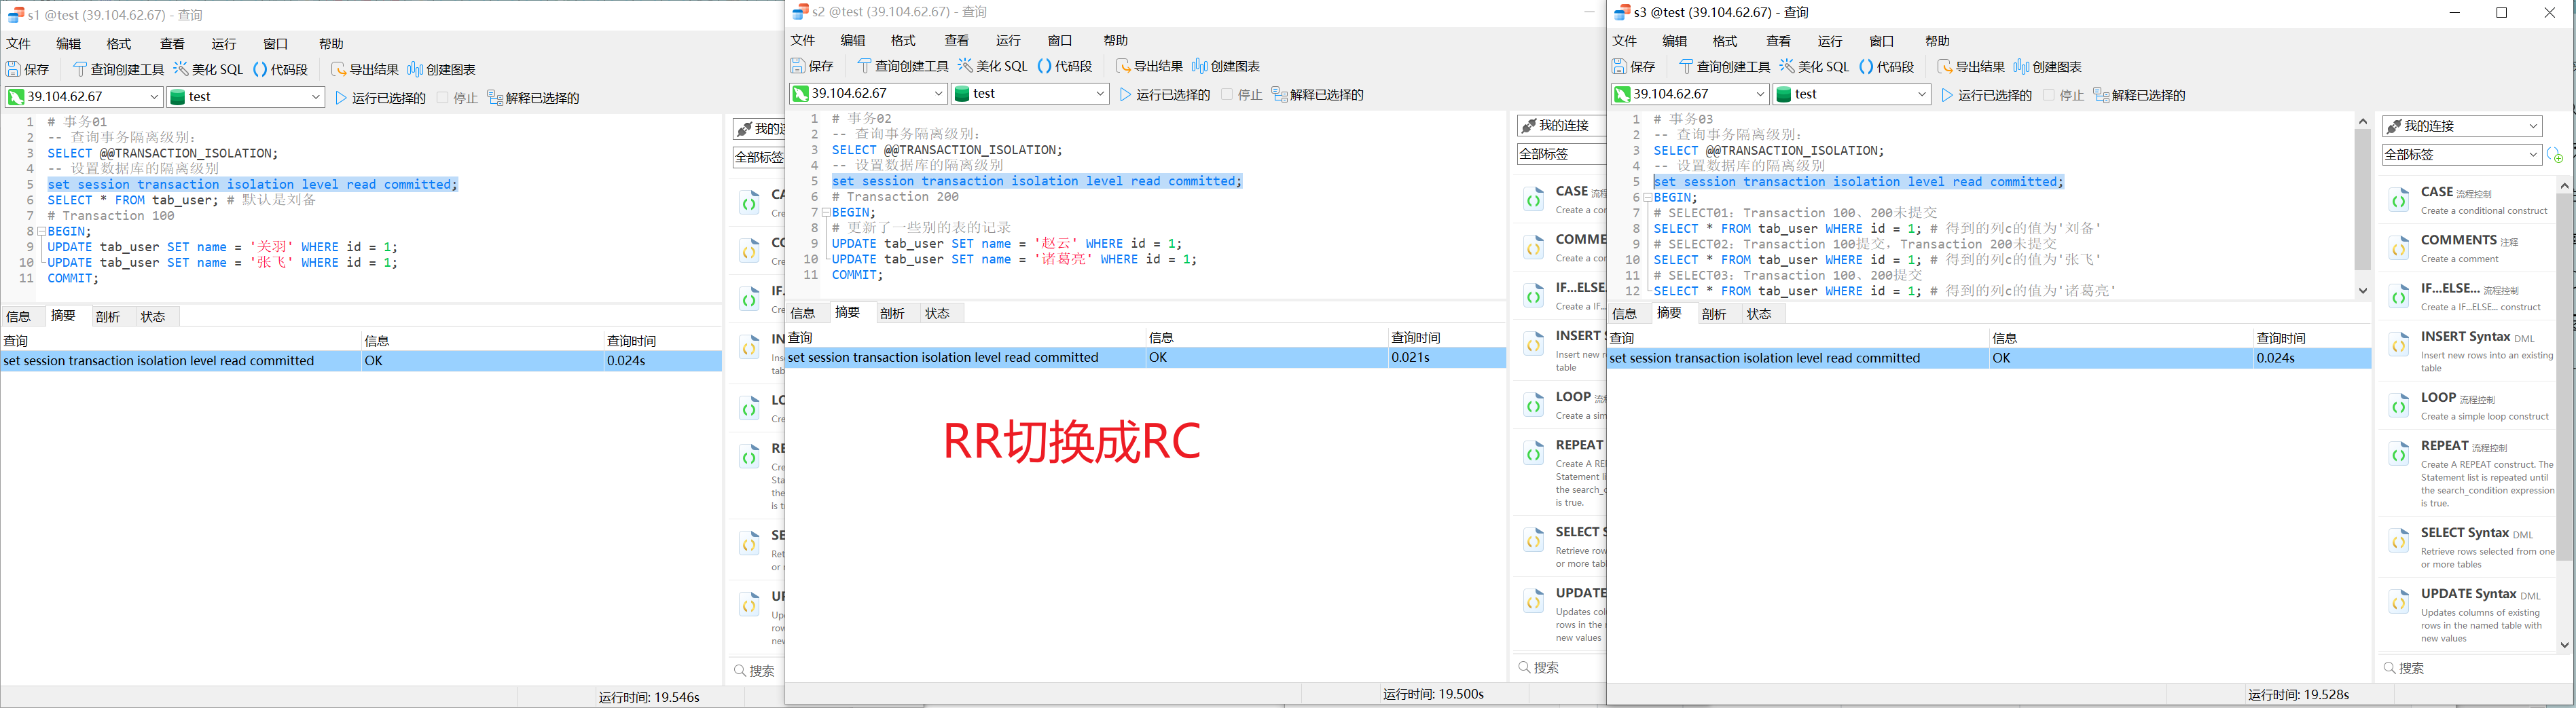 s1 @test (39.104.62.67) - 查询
文件 编辑 格式 查看 运行 窗口 帮助
保存 查询创建工具 美化 SQL 代码段 导出结果 创建图表
39.104.62.67 test 运行已选择的 停止 解释已选择的
1 # 事务01
2 -- 查询事务隔离级别：
3 SELECT @@TRANSACTION_ISOLATION;
4 -- 设置数据库的隔离级别
5 set session transaction isolation level read committed;
6 SELECT * FROM tab_user; # 默认是刘备
7 # Transaction 100
8 BEGIN;
9 UPDATE tab_user SET name = '关羽' WHERE id = 1;
10 UPDATE tab_user SET name = '张飞' WHERE id = 1;
11 COMMIT;
我的连
全部标签
信息 摘要 剖析 状态
查询 信息 查询时间
set session transaction isolation level read committed OK 0.024s
搜索
运行时间: 19.546s
s2 @test (39.104.62.67) - 查询
文件 编辑 格式 查看 运行 窗口 帮助
保存 查询创建工具 美化 SQL 代码段 导出结果 创建图表
39.104.62.67 test 运行已选择的 停止 解释已选择的
1 # 事务02
2 -- 查询事务隔离级别：
3 SELECT @@TRANSACTION_ISOLATION;
4 -- 设置数据库的隔离级别
5 set session transaction isolation level read committed;
6 # Transaction 200
7 BEGIN;
8 # 更新了一些别的表的记录
9 UPDATE tab_user SET name = '赵云' WHERE id = 1;
10 UPDATE tab_user SET name = '诸葛亮' WHERE id = 1;
11 COMMIT;
信息 摘要 剖析 状态
查询 信息 查询时间
set session transaction isolation level read committed OK 0.021s
RR切换成RC
我的连接
全部标签
CASE 流程控制
Create a con
COMME
Create a con
IF...ELSE
Create a IF...
INSERT S
Insert new r
table
LOOP
Create a sim
REPEAT
Create A RE
Statement li
the search_c
is true.
SELECT S
Retrieve row
or more tab
UPDATE
Updates col
rows in the
new values
搜索
运行时间: 19.500s
s3 @test (39.104.62.67) - 查询
文件 编辑 格式 查看 运行 窗口 帮助
保存 查询创建工具 美化 SQL 代码段 导出结果 创建图表
39.104.62.67 test 运行已选择的 停止 解释已选择的
1 # 事务03
2 -- 查询事务隔离级别：
3 SELECT @@TRANSACTION_ISOLATION;
4 -- 设置数据库的隔离级别
5 set session transaction isolation level read committed;
6 BEGIN;
7 # SELECT01：Transaction 100、200未提交
8 SELECT * FROM tab_user WHERE id = 1; # 得到的列c的值为'刘备'
9 # SELECT02：Transaction 100提交，Transaction 200未提交
10 SELECT * FROM tab_user WHERE id = 1; # 得到的列c的值为'张飞'
11 # SELECT03：Transaction 100、200提交
12 SELECT * FROM tab_user WHERE id = 1; # 得到的列c的值为'诸葛亮'
信息 摘要 剖析 状态
查询 信息 查询时间
set session transaction isolation level read committed OK 0.024s
我的连接
全部标签
CASE 流程控制
Create a conditional construct
COMMENTS 注释
Create a comment
IF...ELSE... 流程控制
Create a IF...ELSE... construct
INSERT Syntax DML
Insert new rows into an existing
table
LOOP 流程控制
Create a simple loop construct
REPEAT 流程控制
Create A REPEAT construct. The
Statement list is repeated until
the search_condition expression
is true.
SELECT Syntax DML
Retrieve rows selected from one
or more tables
UPDATE Syntax DML
Updates columns of existing
rows in the named table with
new values
搜索
运行时间: 19.528s